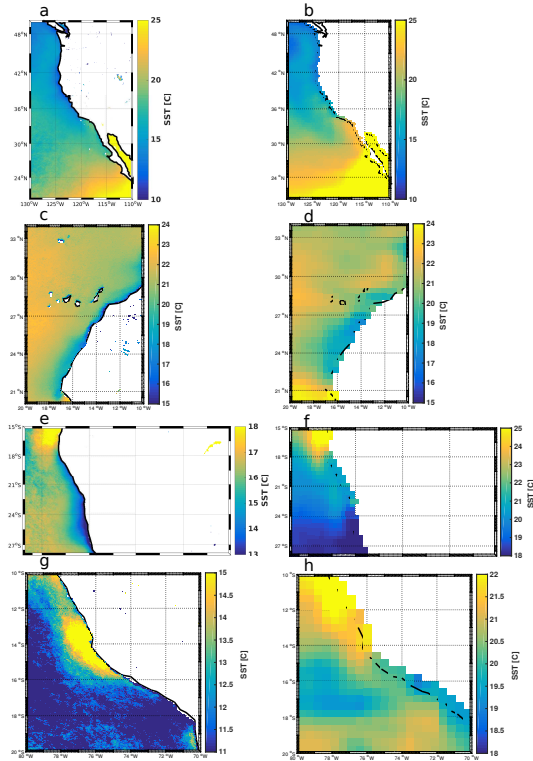 a
48°N
42°N
36°N
30°N
24°N
130°W 125°W 120°W 115°W 110°W
25
20
15
10
SST [C]
b
48°N
42°N
36°N
30°N
24°N
130°W 125°W 120°W 115°W 110°W
25
20
15
10
SST [C]
c
33°N
30°N
27°N
24°N
21°N
20°W 18°W 16°W 14°W 12°W 10°W
24
23
22
21
20
19
18
17
16
15
SST [C]
d
33°N
30°N
27°N
24°N
21°N
20°W 18°W 16°W 14°W 12°W 10°W
24
23
22
21
20
19
18
17
16
15
SST [C]
e
15°S
18°S
21°S
24°S
27°S
18
17
16
15
14
13
SST [C]
f
15°S
18°S
21°S
24°S
27°S
25
24
23
22
21
20
19
18
SST [C]
g
10°S
12°S
14°S
16°S
18°S
20°S
80°W 78°W 76°W 74°W 72°W 70°W
15
14.5
14
13.5
13
12.5
12
11.5
11
SST [C]
h
10°S
12°S
14°S
16°S
18°S
20°S
80°W 78°W 76°W 74°W 72°W 70°W
22
21.5
21
20.5
20
19.5
19
18.5
18
SST [C]